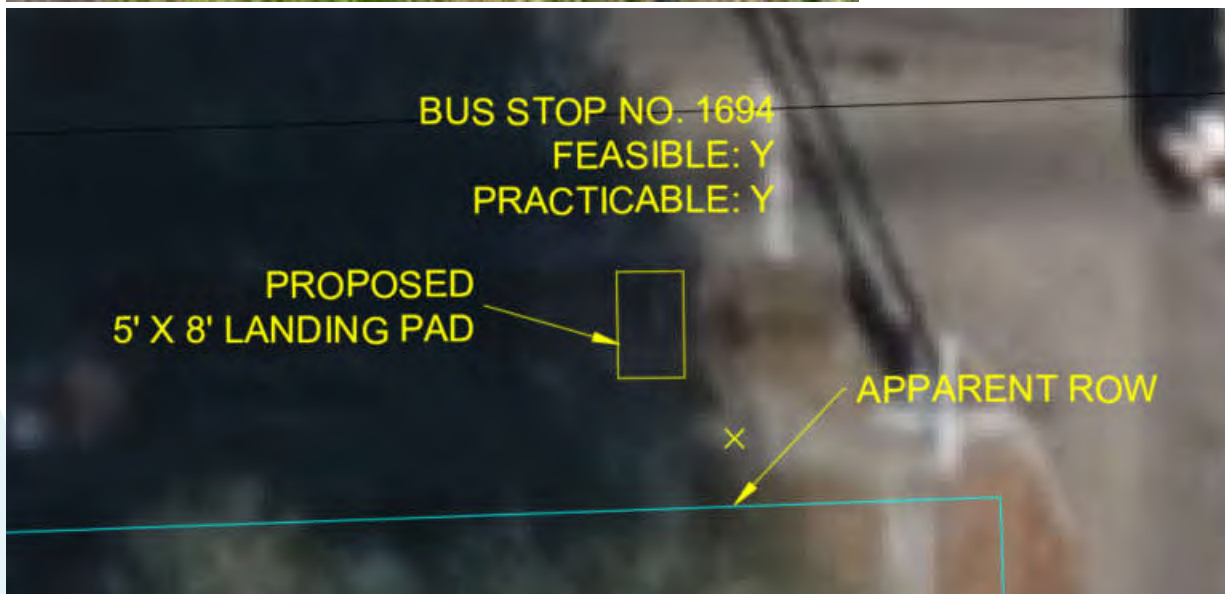 BUS STOP NO. 1694
FEASIBLE: Y
PRACTICABLE: Y
PROPOSED
5' X 8' LANDING PAD
APPARENT ROW